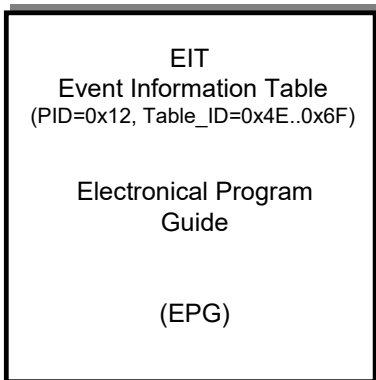 EIT
Event Information Table
(PID=0x12, Table_ID=0x4E..0x6F)
Electronical Program
Guide
(EPG)